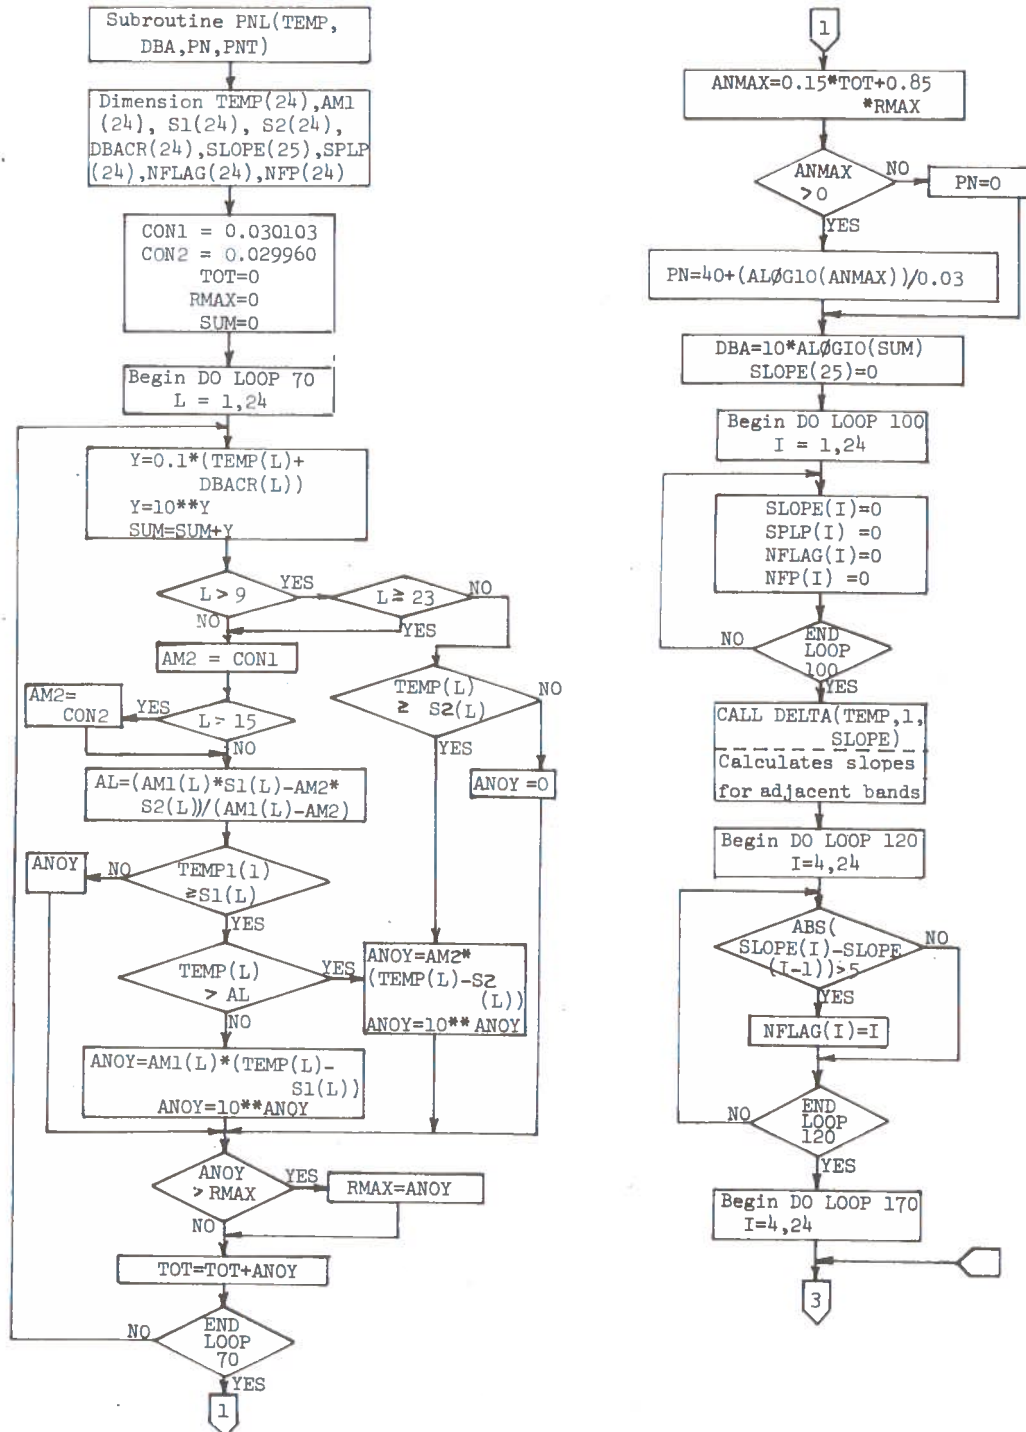 Subroutine PNL(TEMP,
DBA,PN,PNT)
Dimension TEMP(24),AM1
(24), S1(24), S2(24),
DBACR(24),SLOPE(25),SPLP
(24),NFLAG(24),NFP(24)
CON1 = 0.030103
CON2 = 0.029960
TOT=0
RMAX=0
SUM=0
Begin DO LOOP 70
L = 1,24
Y=0.1*(TEMP(L)+
DBACR(L))
Y=10**Y
SUM=SUM+Y
L > 9
YES
NO
L ≧ 23
NO
YES
AM2 = CON1
TEMP(L)
≥ S2(L)
NO
YES
L= 15
YES
NO
AM2=
CON2
ANOY =0
AL=(AM1(L)*S1(L)-AM2*
S2(L))/(AM1(L)-AM2)
ANOY
NO
TEMP1(1)
≥S1(L)
YES
TEMP(L)
> AL
YES
NO
ANOY=AM2*
(TEMP(L)-S2
(L))
ANOY=10** ANOY
ANOY=AM1(L)*(TEMP(L)-
S1(L))
ANOY=10**ANOY
ANOY
> RMAX
YES
NO
RMAX=ANOY
TOT=TOT+ANOY
NO
END
LOOP
70
YES
1
1
ANMAX=0.15*TOT+0.85
*RMAX
ANMAX
>0
NO
YES
PN=0
PN=40+(ALØG10(ANMAX))/0.03
DBA=10*ALØGIO(SUM)
SLOPE(25)=0
Begin DO LOOP 100
I = 1,24
SLOPE(I)=0
SPLP(I) =0
NFLAG(I)=0
NFP(I) =0
NO
END
LOOP
100
YES
CALL DELTA(TEMP,1,
SLOPE)
Calculates slopes
for adjacent bands
Begin DO LOOP 120
I=4,24
ABS(
SLOPE(I)-SLOPE
(I-1))>5
NO
YES
NFLAG(I)=I
NO
END
LOOP
120
YES
Begin DO LOOP 170
I=4,24
3